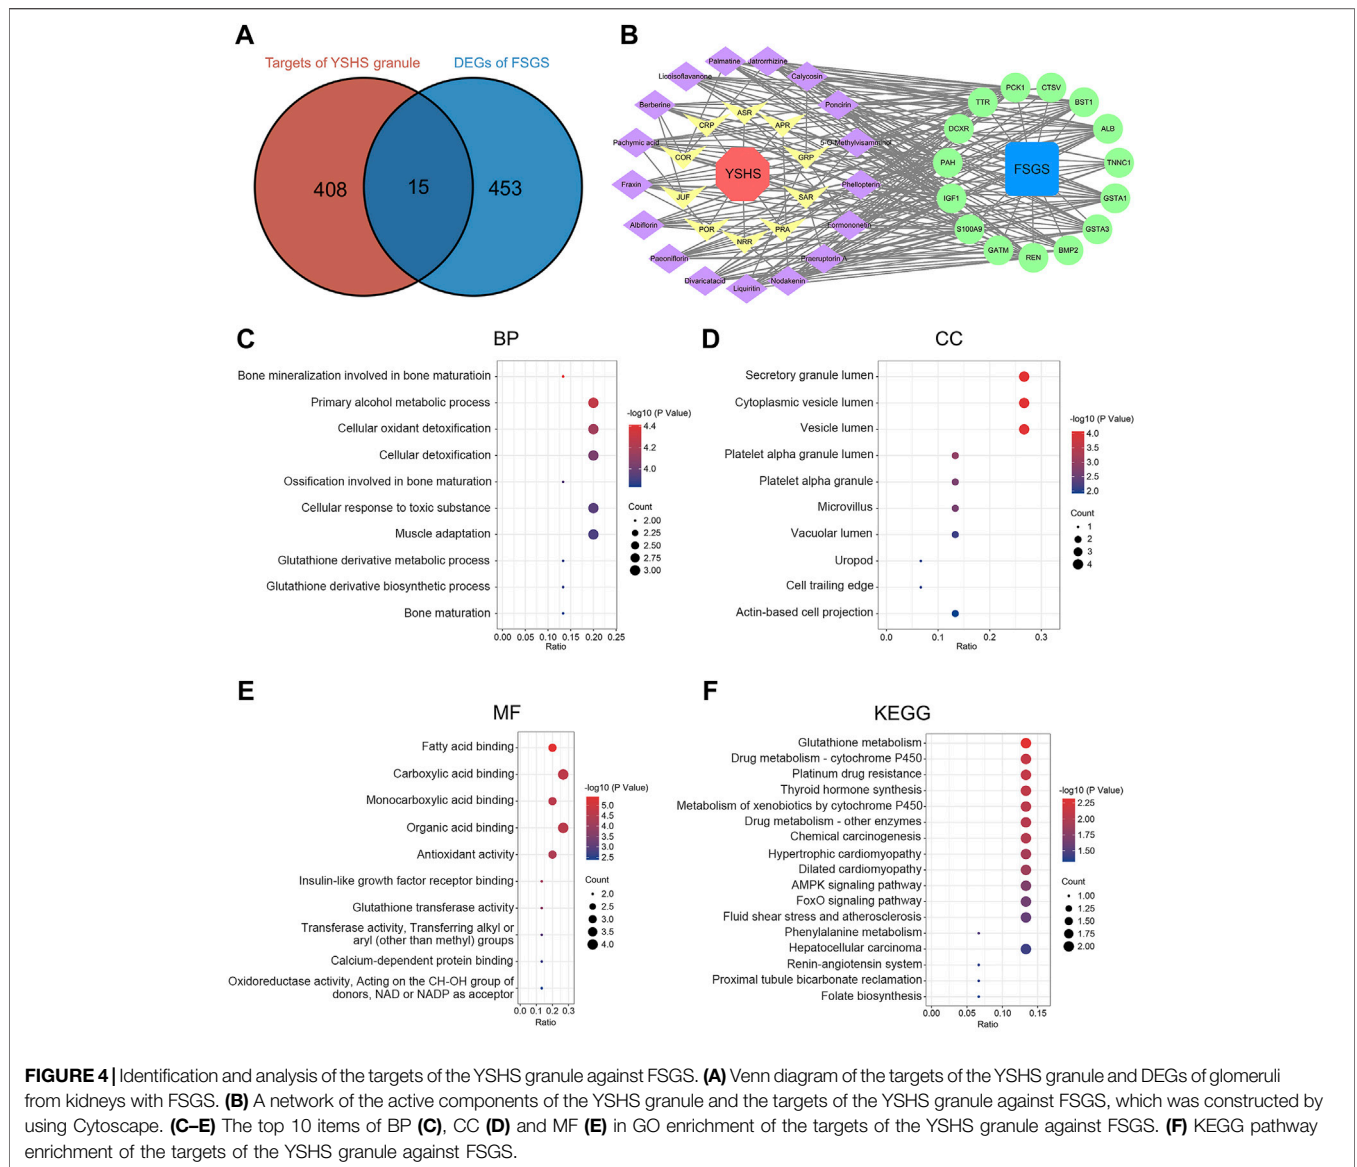 A
Targets of YSHS granule
DEGs of FSGS
408
15
453
B
Palmatine
Jatrorrhizine
Licoisoflavanone
Calycosin
Berberine
Poncirin
Pachymic acid
5-O-Methylvisamminol
Fraxin
Phellopterin
Albiflorin
Formononetin
Paeoniflorin
Praeruptorin A
Divaricatacid
Liquiritin
Nodakenin
ASR
CRP
APR
COR
GRP
YSHS
JUF
SAR
POR
PRA
NRR
PCK1
CTSV
TTR
BST1
DCXR
ALB
PAH
TNNC1
FSGS
IGF1
GSTA1
S100A9
GSTA3
GATM
BMP2
REN
C
BP
Bone mineralization involved in bone maturatioin
Primary alcohol metabolic process
Cellular oxidant detoxification
Cellular detoxification
Ossification involved in bone maturation
Cellular response to toxic substance
Muscle adaptation
Glutathione derivative metabolic process
Glutathione derivative biosynthetic process
Bone maturation
0.00 0.05 0.10 0.15 0.20 0.25
Ratio
-log10 (P Value)
4.4
4.2
4.0
Count
2.00
2.25
2.50
2.75
3.00
D
CC
Secretory granule lumen
Cytoplasmic vesicle lumen
Vesicle lumen
Platelet alpha granule lumen
Platelet alpha granule
Microvillus
Vacuolar lumen
Uropod
Cell trailing edge
Actin-based cell projection
0.0 0.1 0.2 0.3
Ratio
-log10 (P Value)
4.0
3.5
3.0
2.5
2.0
Count
1
2
3
4
E
MF
Fatty acid binding
Carboxylic acid binding
Monocarboxylic acid binding
Organic acid binding
Antioxidant activity
Insulin-like growth factor receptor binding
Glutathione transferase activity
Transferase activity, Transferring alkyl or
aryl (other than methyl) groups
Calcium-dependent protein binding
Oxidoreductase activity, Acting on the CH-OH group of
donors, NAD or NADP as acceptor
0.0 0.1 0.2 0.3
Ratio
-log10 (P Value)
5.0
4.5
4.0
3.5
3.0
2.5
Count
2.0
2.5
3.0
3.5
4.0
F
KEGG
Glutathione metabolism
Drug metabolism - cytochrome P450
Platinum drug resistance
Thyroid hormone synthesis
Metabolism of xenobiotics by cytochrome P450
Drug metabolism - other enzymes
Chemical carcinogenesis
Hypertrophic cardiomyopathy
Dilated cardiomyopathy
AMPK signaling pathway
FoxO signaling pathway
Fluid shear stress and atherosclerosis
Phenylalanine metabolism
Hepatocellular carcinoma
Renin-angiotensin system
Proximal tubule bicarbonate reclamation
Folate biosynthesis
0.00 0.05 0.10 0.15
Ratio
-log10 (P Value)
2.25
2.00
1.75
1.50
Count
1.00
1.25
1.50
1.75
2.00
FIGURE 4 | Identification and analysis of the targets of the YSHS granule against FSGS. (A) Venn diagram of the targets of the YSHS granule and DEGs of glomeruli
from kidneys with FSGS. (B) A network of the active components of the YSHS granule and the targets of the YSHS granule against FSGS, which was constructed by
using Cytoscape. (C–E) The top 10 items of BP (C), CC (D) and MF (E) in GO enrichment of the targets of the YSHS granule against FSGS. (F) KEGG pathway
enrichment of the targets of the YSHS granule against FSGS.